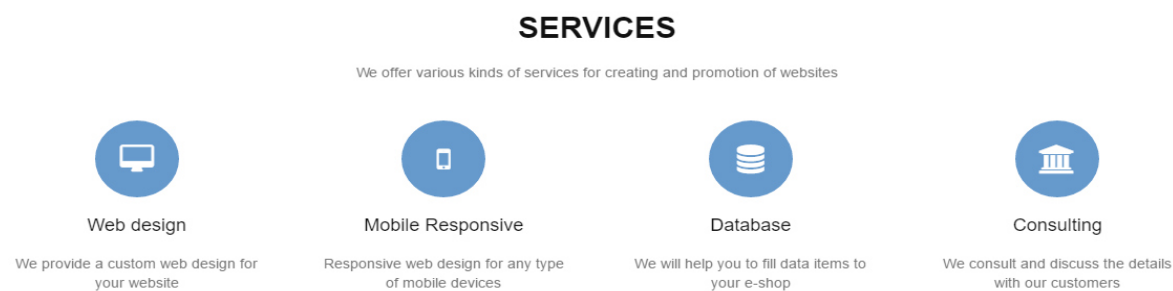 SERVICES
We offer various kinds of services for creating and promotion of websites
Web design
We provide a custom web design for
your website
Mobile Responsive
Responsive web design for any type
of mobile devices
Database
We will help you to fill data items to
your e-shop
Consulting
We consult and discuss the details
with our customers